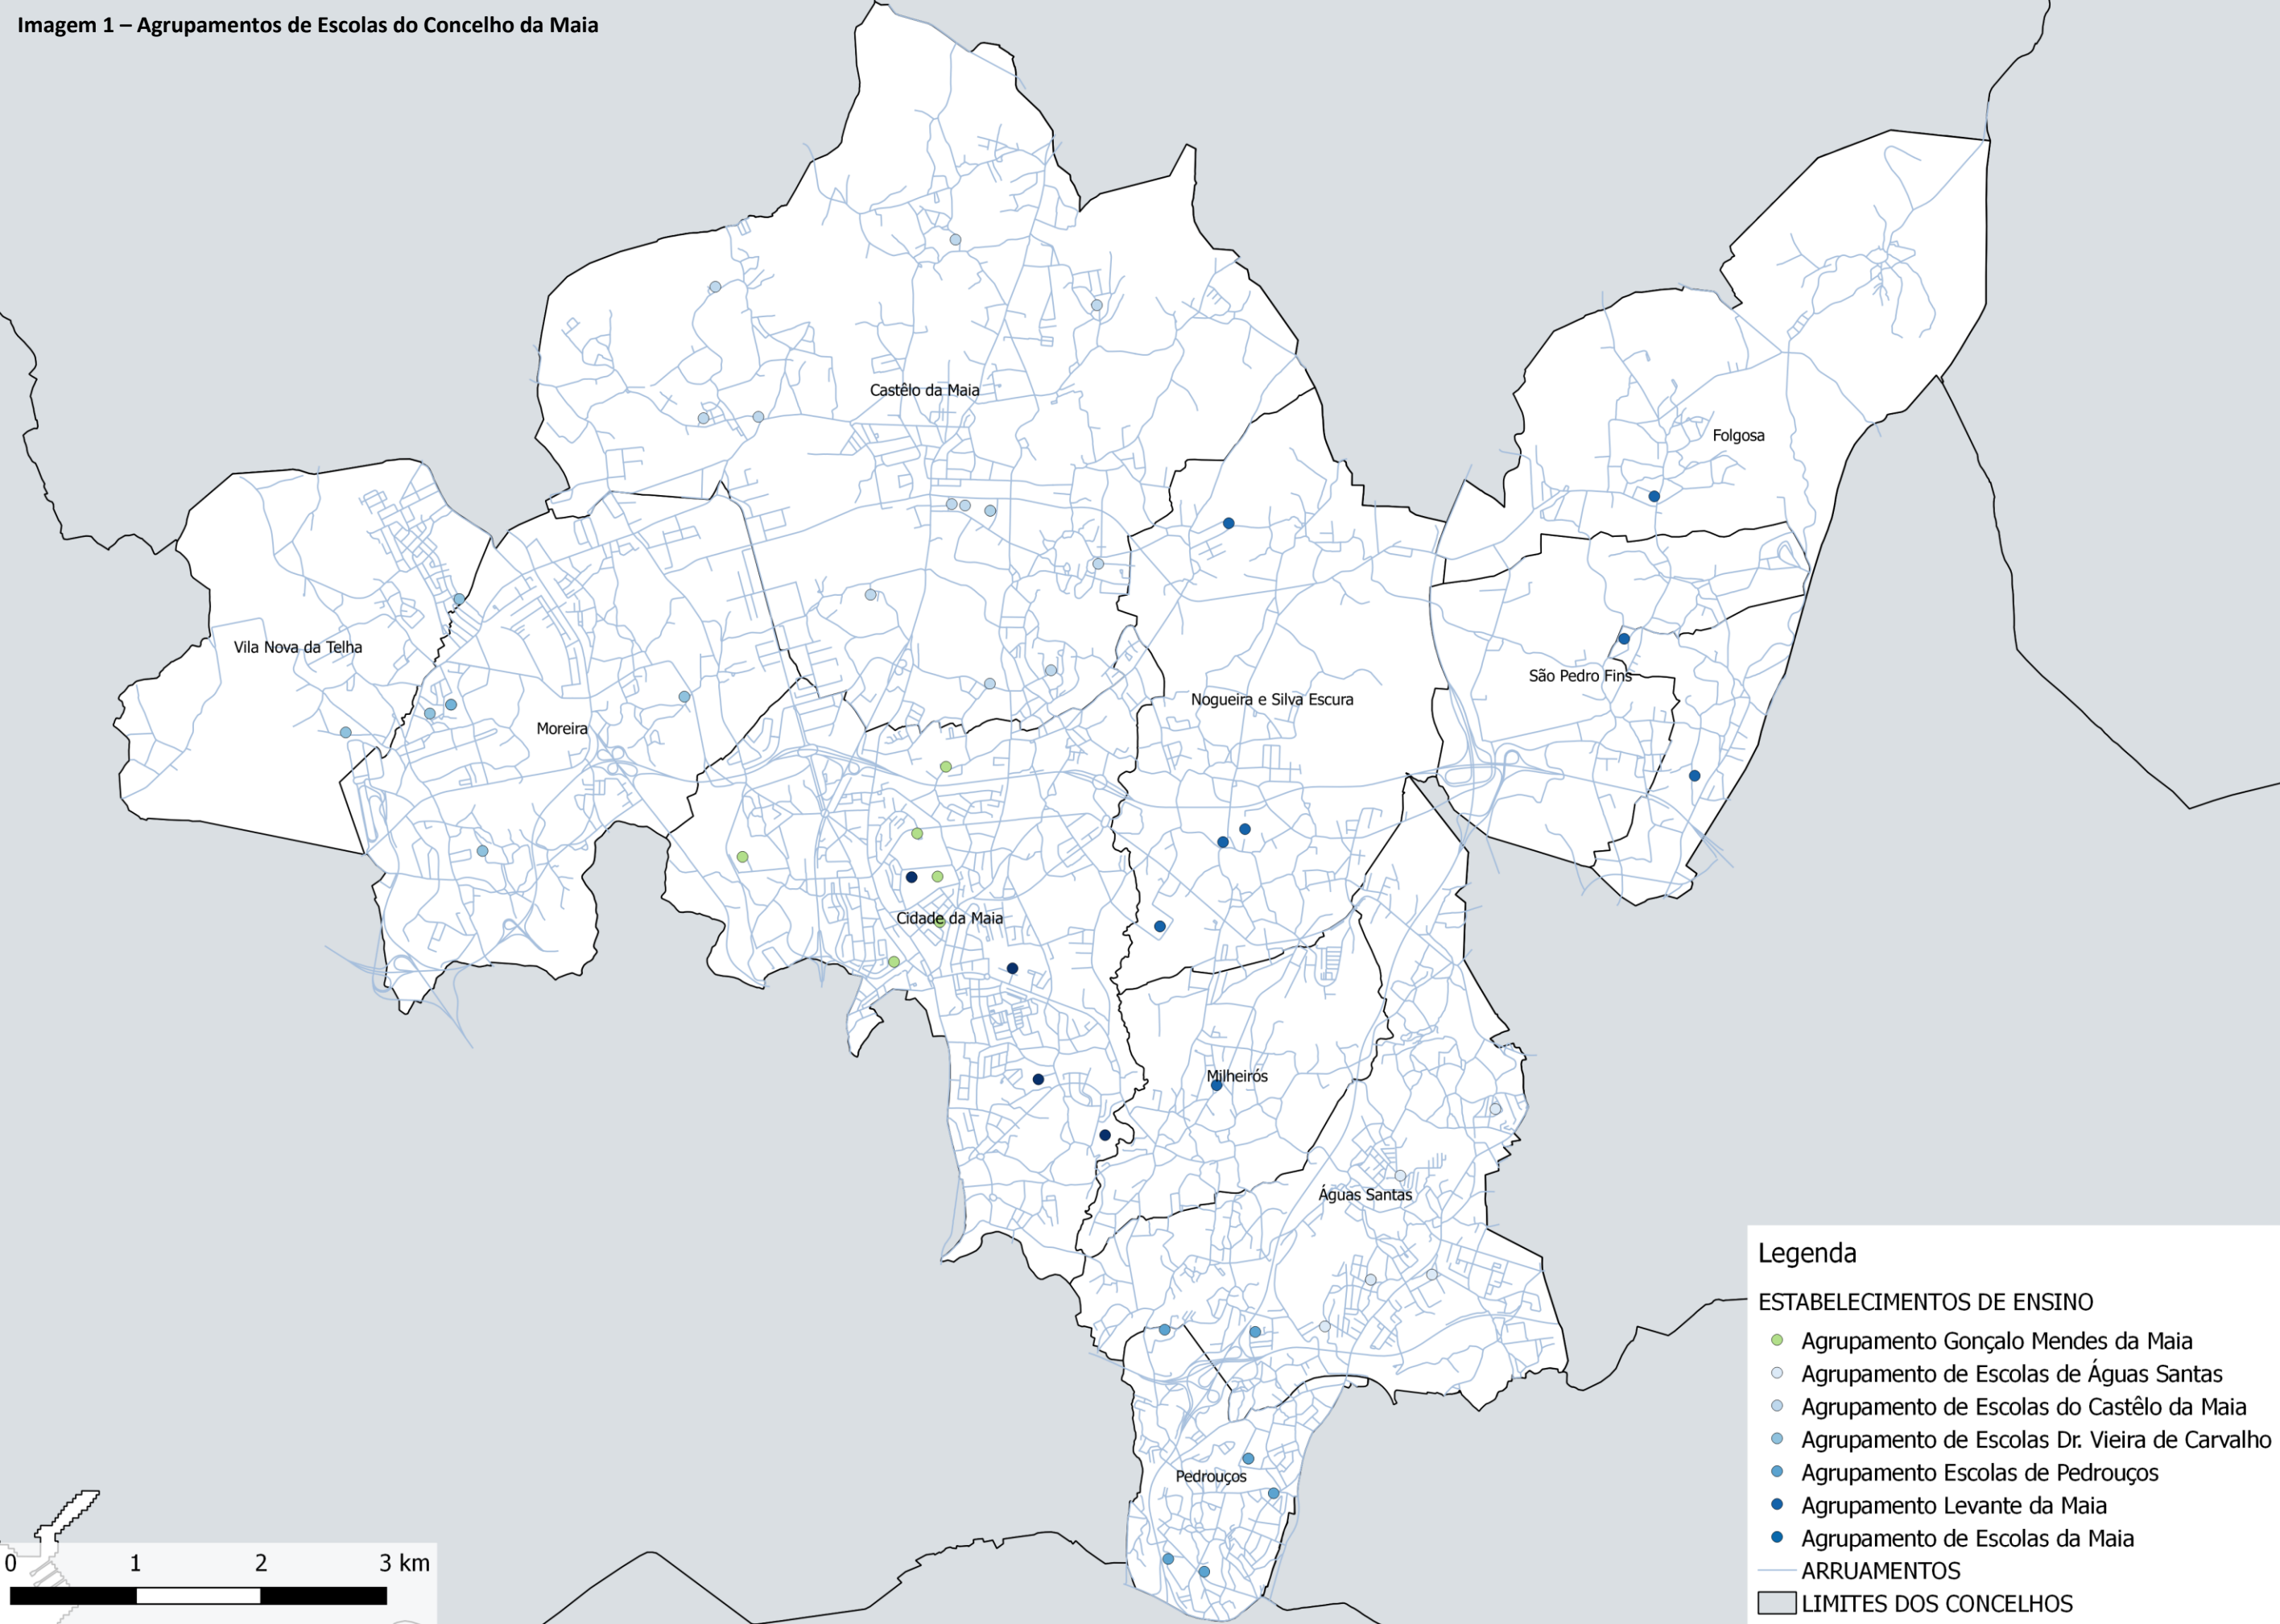 Imagem 1 – Agrupamentos de Escolas do Concelho da Maia
Castêlo da Maia
Folgosa
Vila Nova da Telha
São Pedro Fins
Nogueira e Silva Escura
Moreira
Cidade da Maia
Milheirós
Águas Santas
Pedrouços
Legenda
ESTABELECIMENTOS DE ENSINO
Agrupamento Gonçalo Mendes da Maia
Agrupamento de Escolas de Águas Santas
Agrupamento de Escolas do Castêlo da Maia
Agrupamento de Escolas Dr. Vieira de Carvalho
Agrupamento Escolas de Pedrouços
Agrupamento Levante da Maia
Agrupamento de Escolas da Maia
ARRUAMENTOS
LIMITES DOS CONCELHOS
0 1 2 3 km